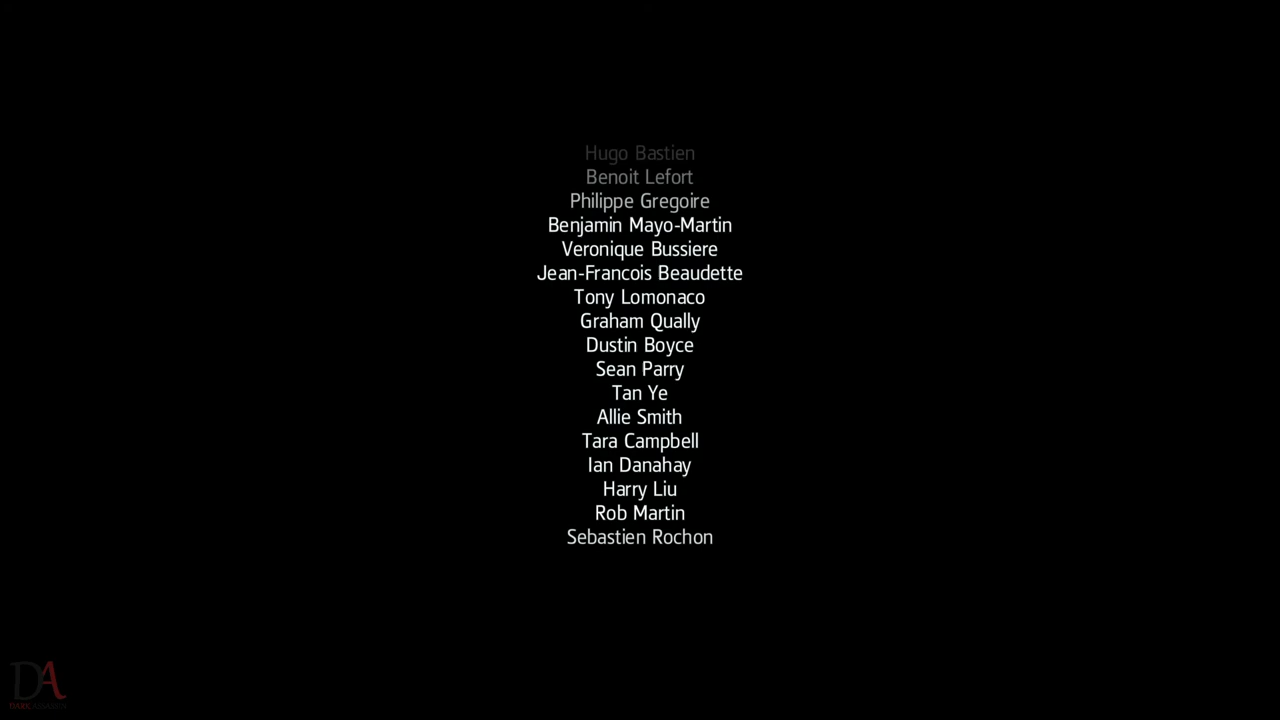 Hugo Bastien
Benoit Lefort
Philippe Gregoire
Benjamin Mayo-Martin
Veronique Bussiere
Jean-Francois Beaudette
Tony Lomonaco
Graham Qually
Dustin Boyce
Sean Parry
Tan Ye
Allie Smith
Tara Campbell
Ian Danahay
Harry Liu
Rob Martin
Sebastien Rochon
DA